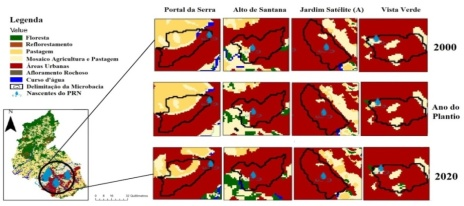 Portal da Serra
Alto de Santana
Jardim Satélite (A)
Vista Verde
Legenda
Value
Floresta
Reflorestamento
Pastagem
Mosaico Agricultura e Pastagem
Áreas Urbanas
Afloramento Rochoso
Curso d'água
Delimitação da Microbacia
Nascentes do PRN
2000
Ano do
Plantio
2020
N